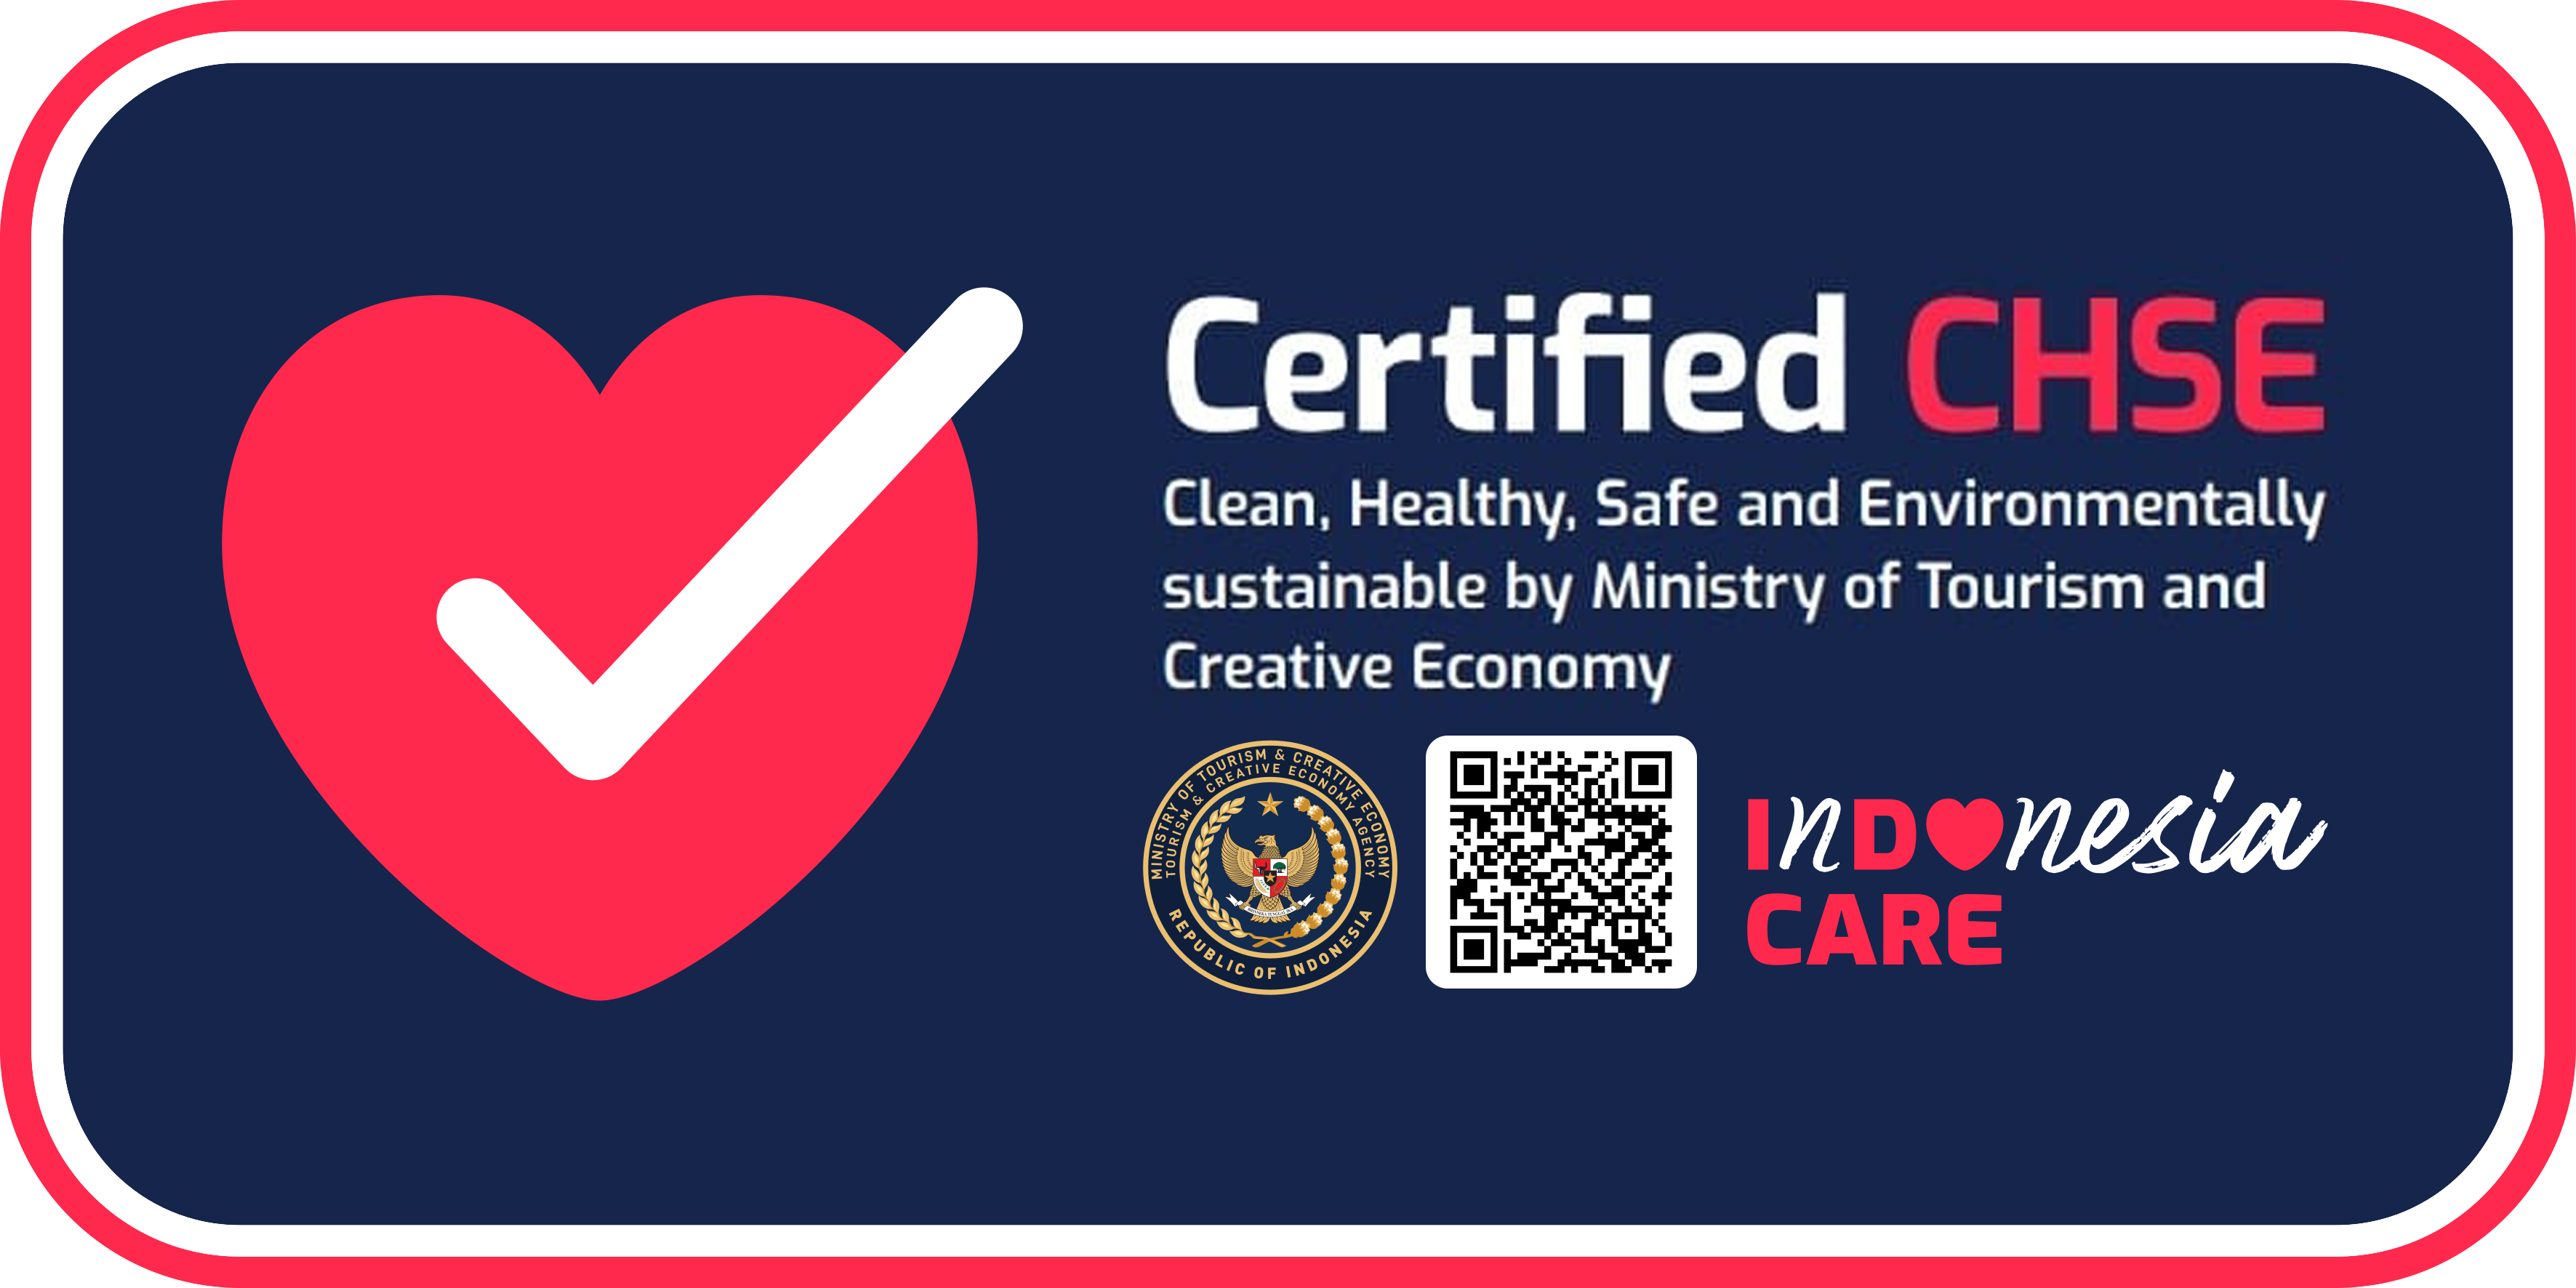 Certified CHSE
Clean, Healthy, Safe and Environmentally
sustainable by Ministry of Tourism and
Creative Economy
MINISTRY OF TOURISM & CREATIVE ECONOMY
TOURISM & CREATIVE ECONOMY AGENCY
REPUBLIC OF INDONESIA
INDONesia
CARE